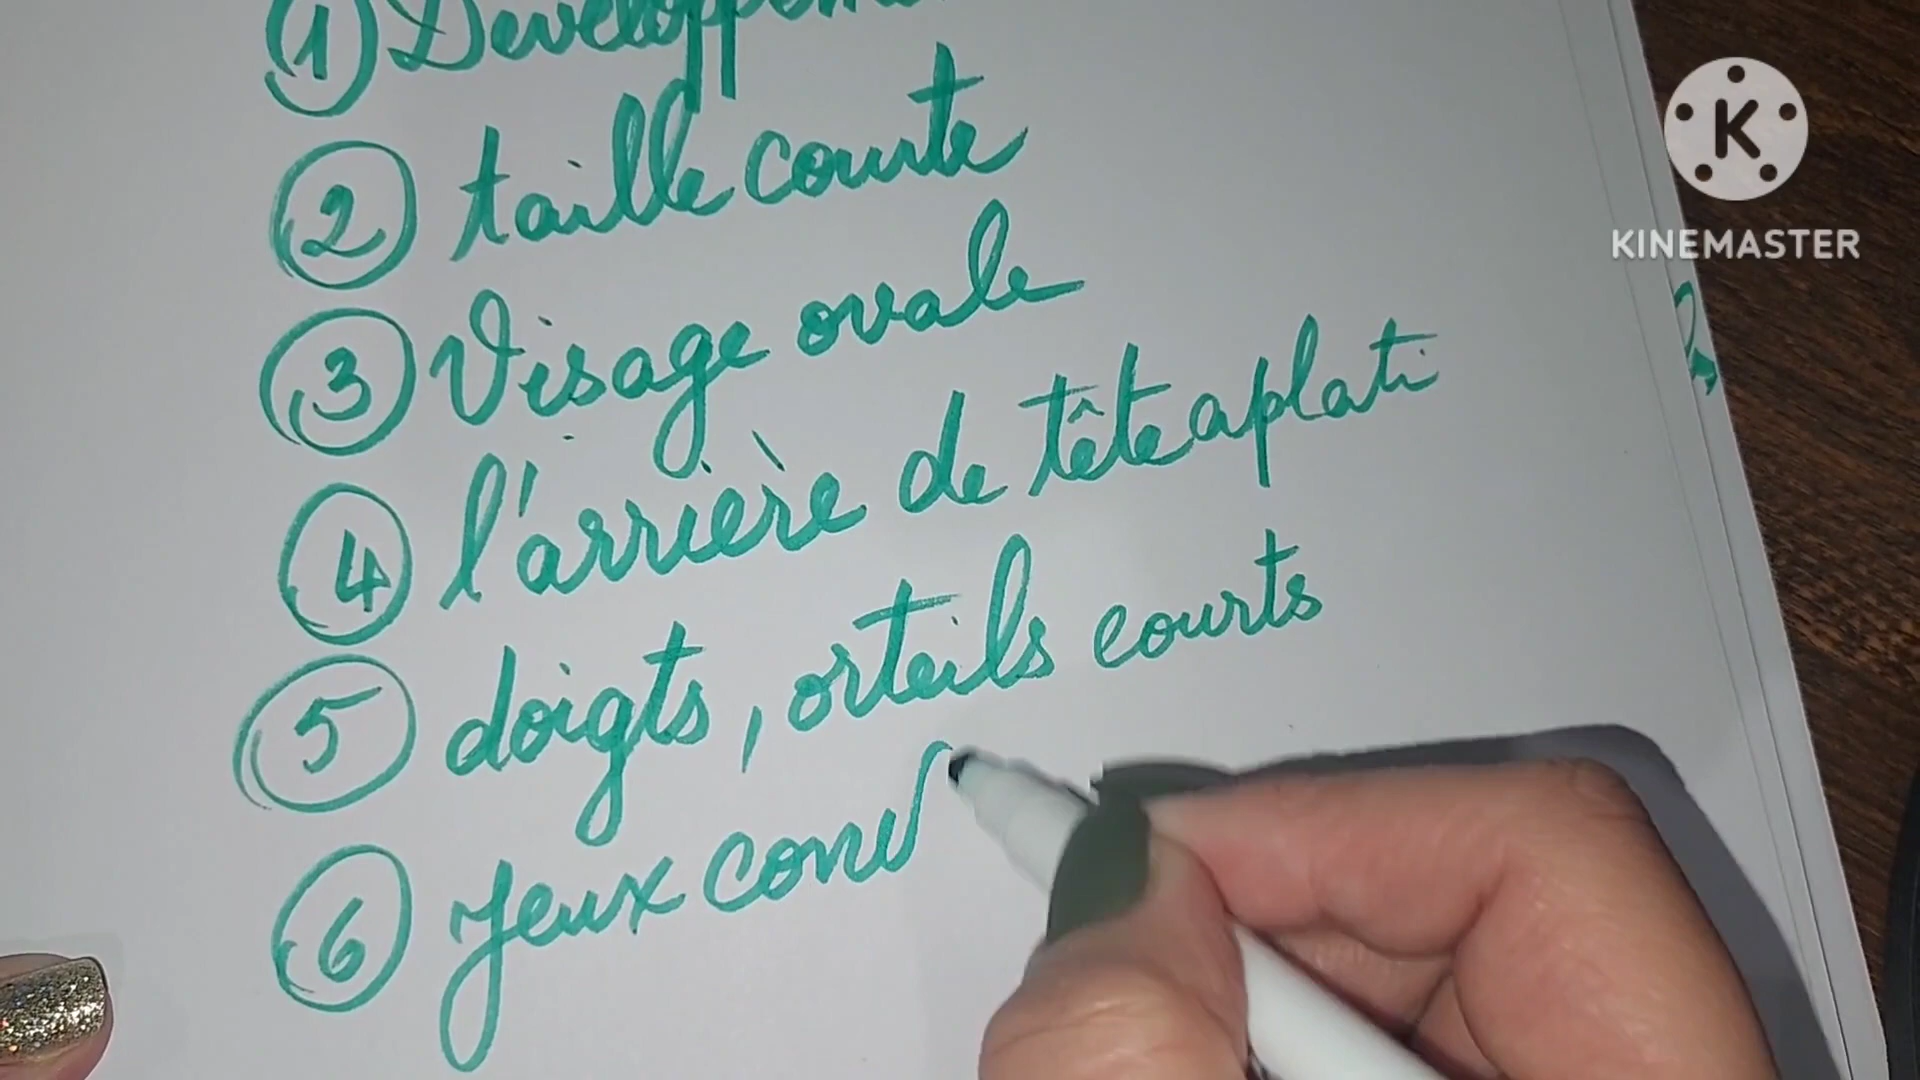 ① Developpeme
② taille courte
③ Visage ovale
④ l'arrière de tête aplati
⑤ doigts, orteils courts
⑥ Yeux conv
K
KINEMASTER